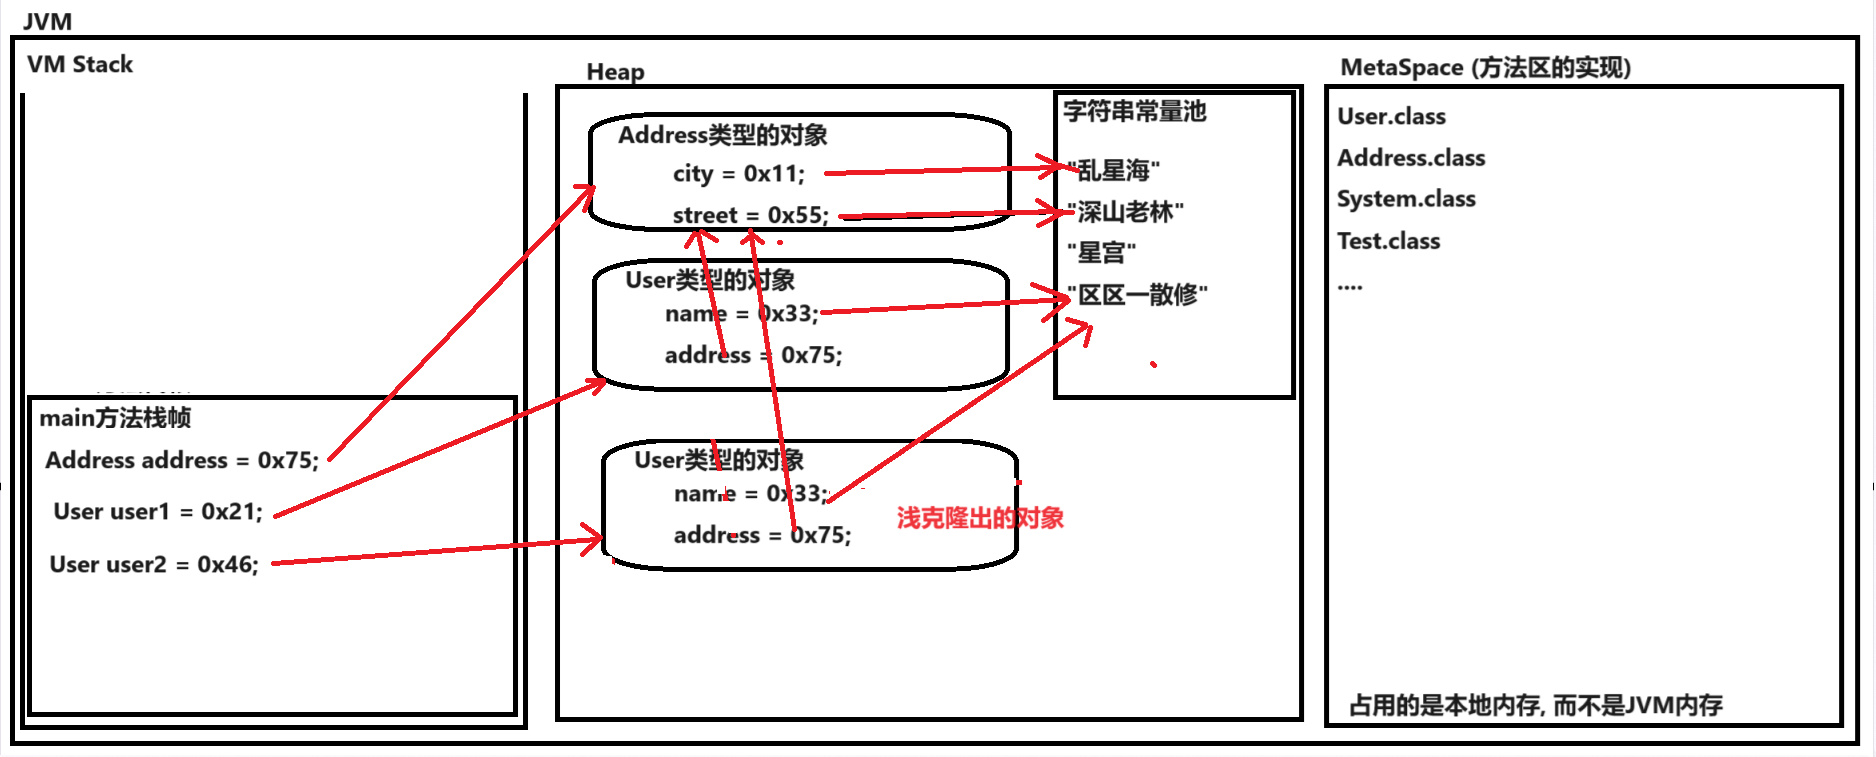 JVM
VM Stack
main方法栈帧
Address address = 0x75;
User user1 = 0x21;
User user2 = 0x46;
Heap
Address类型的对象
city = 0x11;
street = 0x55;
User类型的对象
name = 0x33;
address = 0x75;
User类型的对象
name = 0x33;
address = 0x75;
浅克隆出的对象
字符串常量池
"乱星海"
"深山老林"
"星宫"
"区区一散修"
MetaSpace (方法区的实现)
User.class
Address.class
System.class
Test.class
....
占用的是本地内存, 而不是JVM内存